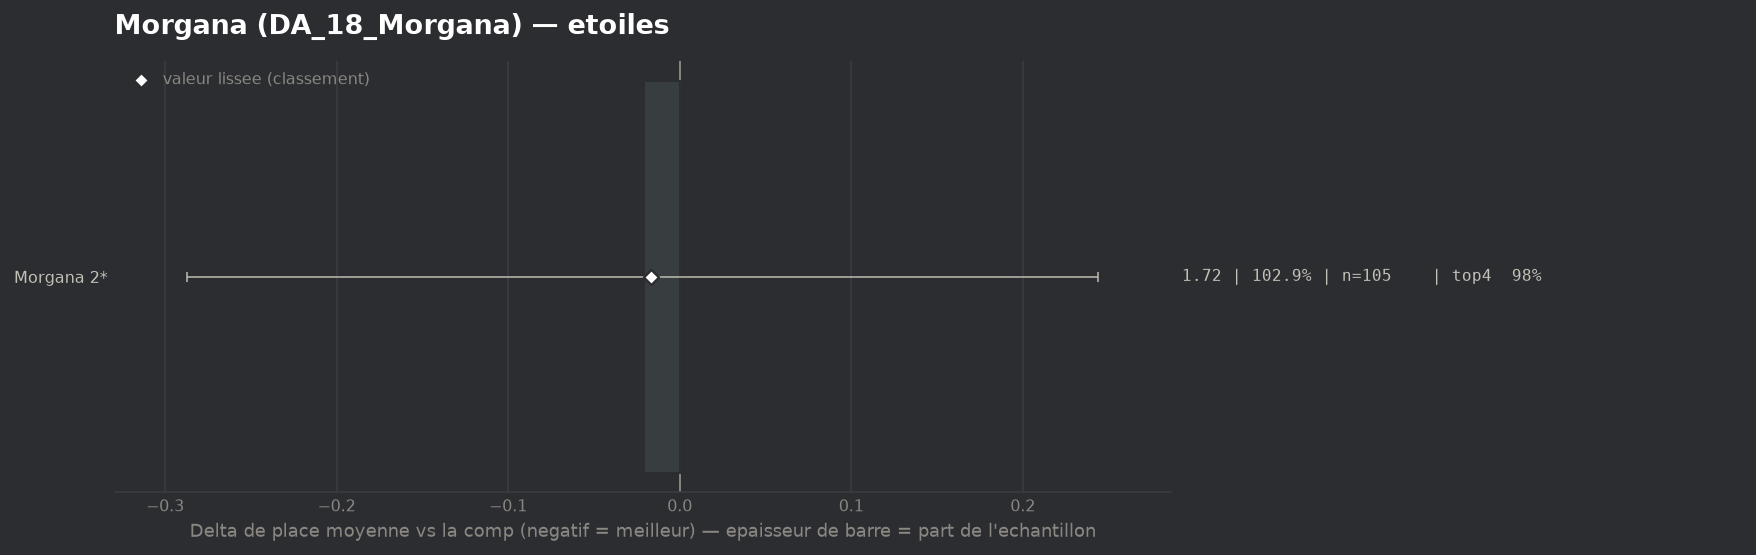 Morgana (DA_18_Morgana) — etoiles
valeur lissee (classement)
Morgana 2*
1.72 | 102.9% | n=105    | top4  98%
−0.3 −0.2 −0.1 0.0 0.1 0.2
Delta de place moyenne vs la comp (negatif = meilleur) — epaisseur de barre = part de l'echantillon